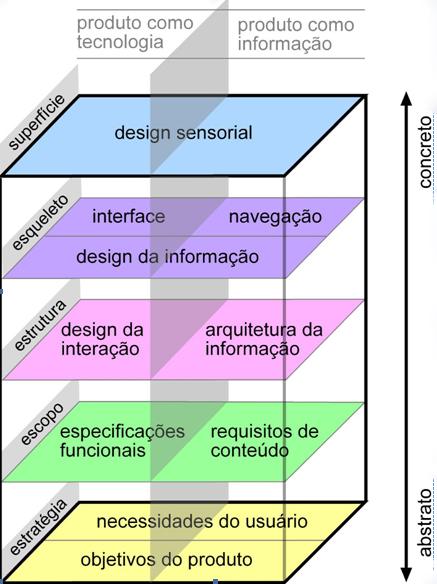 produto como
tecnologia
produto como
informação
superfície
design sensorial
concreto
esqueleto
interface
navegação
design da informação
estrutura
design da
interação
arquitetura da
informação
escopo
especificações
funcionais
requisitos de
conteúdo
estratégia
necessidades do usuário
objetivos do produto
abstrato